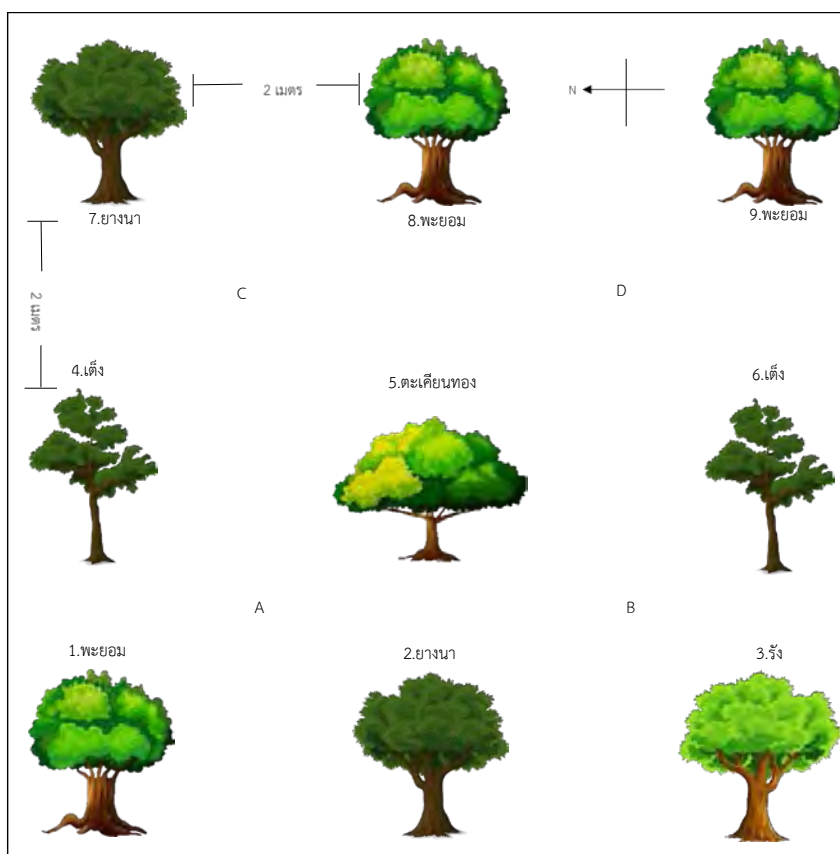 2 เมตร
N
7.ยางนา
8.พะยอม
9.พะยอม
C
D
2 เมตร
4.เต็ง
5.ตะเคียนทอง
6.เต็ง
A
B
1.พะยอม
2.ยางนา
3.รัง